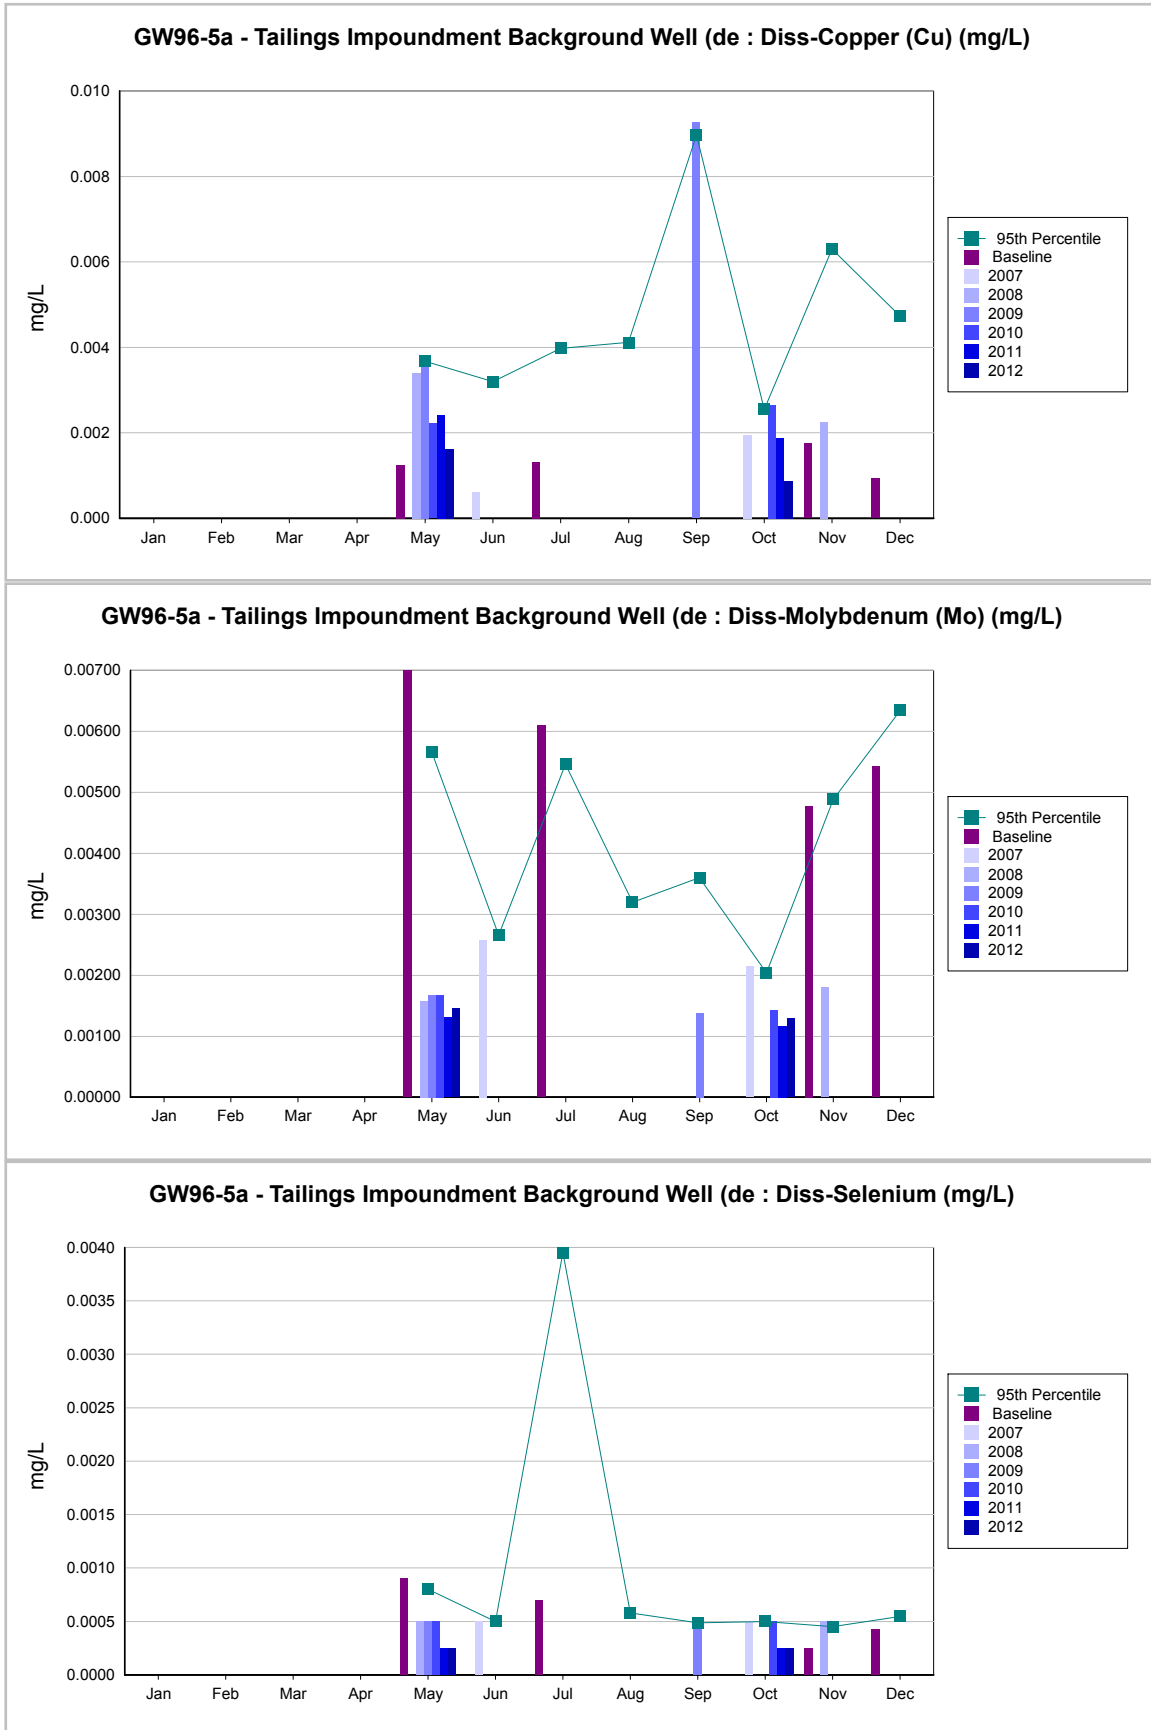 GW96-5a - Tailings Impoundment Background Well (de : Diss-Copper (Cu) (mg/L)
0.010
0.008
0.006
0.004
0.002
0.000
mg/L
Jan Feb Mar Apr May Jun Jul Aug Sep Oct Nov Dec
95th Percentile
Baseline
2007
2008
2009
2010
2011
2012
GW96-5a - Tailings Impoundment Background Well (de : Diss-Molybdenum (Mo) (mg/L)
0.00700
0.00600
0.00500
0.00400
0.00300
0.00200
0.00100
0.00000
mg/L
Jan Feb Mar Apr May Jun Jul Aug Sep Oct Nov Dec
95th Percentile
Baseline
2007
2008
2009
2010
2011
2012
GW96-5a - Tailings Impoundment Background Well (de : Diss-Selenium (mg/L)
0.0040
0.0035
0.0030
0.0025
0.0020
0.0015
0.0010
0.0005
0.0000
mg/L
Jan Feb Mar Apr May Jun Jul Aug Sep Oct Nov Dec
95th Percentile
Baseline
2007
2008
2009
2010
2011
2012